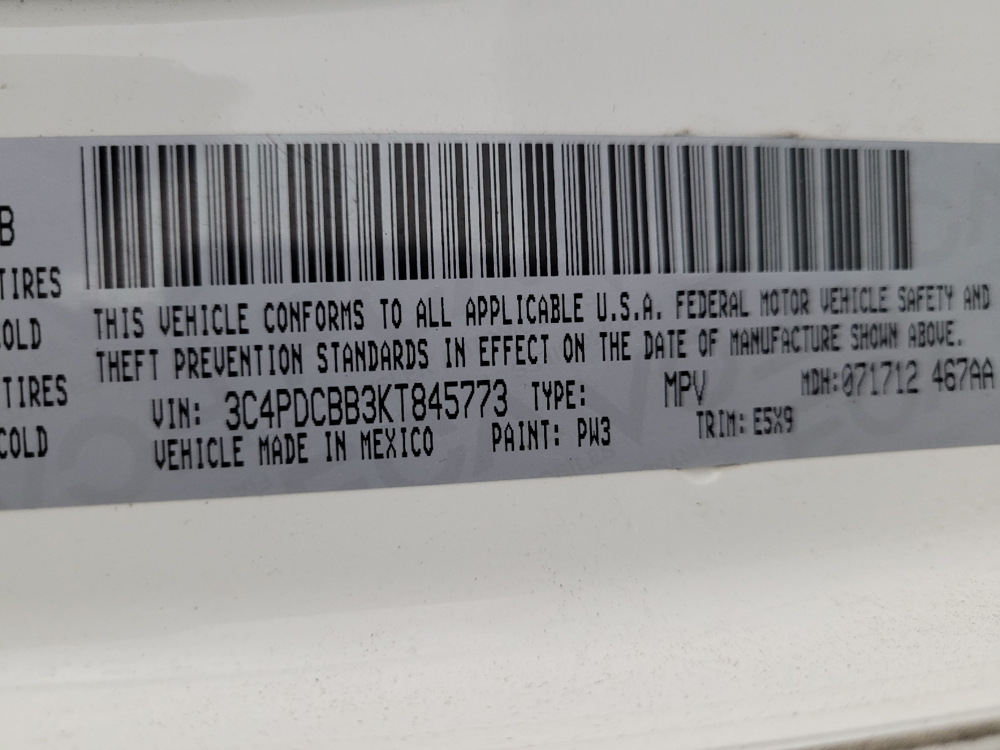 B
TIRES
COLD
TIRES
COLD
THIS VEHICLE CONFORMS TO ALL APPLICABLE U.S.A. FEDERAL MOTOR VEHICLE SAFETY AND
THEFT PREVENTION STANDARDS IN EFFECT ON THE DATE OF MANUFACTURE SHOWN ABOVE.
VIN: 3C4PDCBB3KT845773 TYPE: MPV MDH:071712 467AA
VEHICLE MADE IN MEXICO PAINT: PW3 TRIM: E5X9